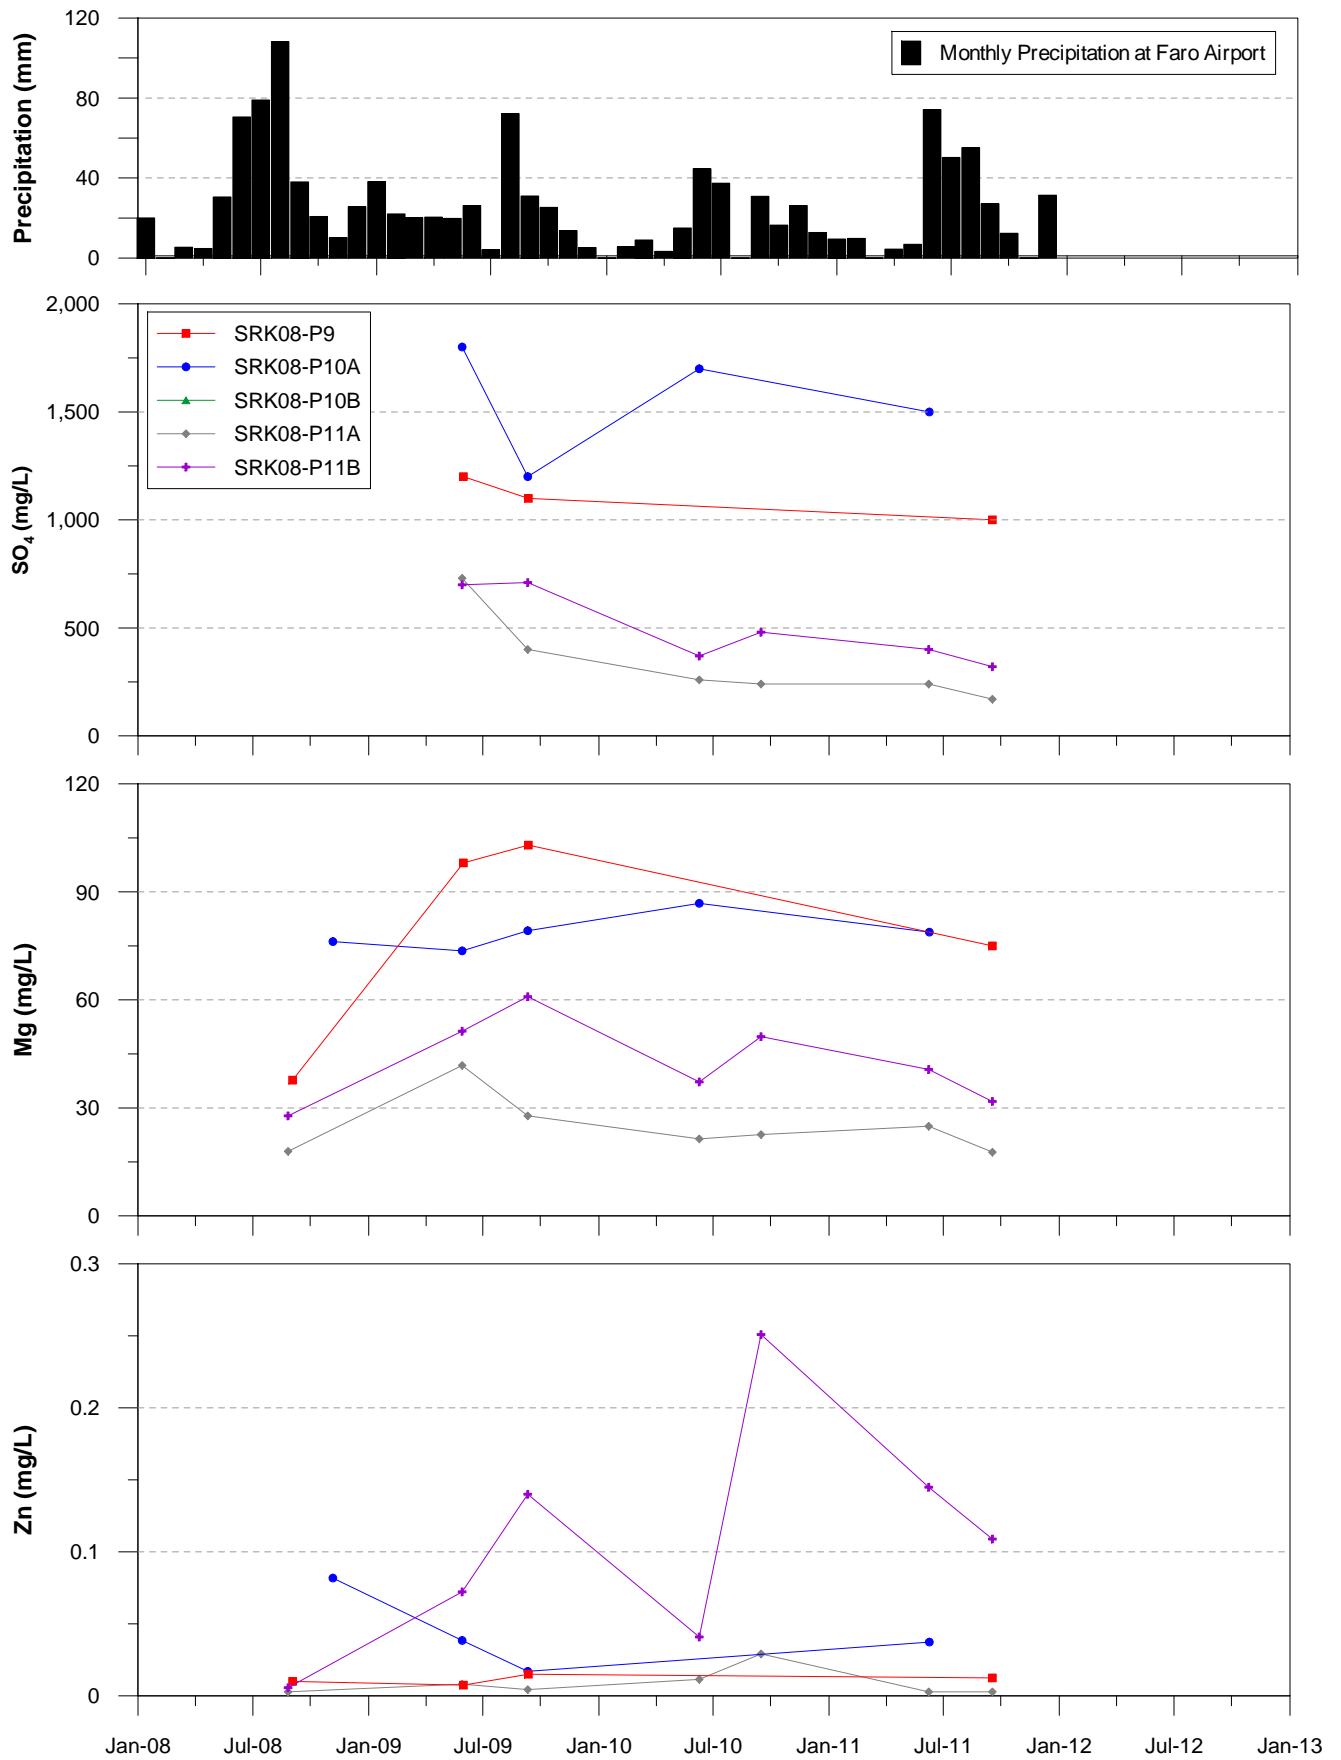 Precipitation (mm)
120
80
40
0
Monthly Precipitation at Faro Airport
SO4 (mg/L)
2,000
1,500
1,000
500
0
SRK08-P9
SRK08-P10A
SRK08-P10B
SRK08-P11A
SRK08-P11B
Mg (mg/L)
120
90
60
30
0
Zn (mg/L)
0.3
0.2
0.1
0
Jan-08 Jul-08 Jan-09 Jul-09 Jan-10 Jul-10 Jan-11 Jul-11 Jan-12 Jul-12 Jan-13